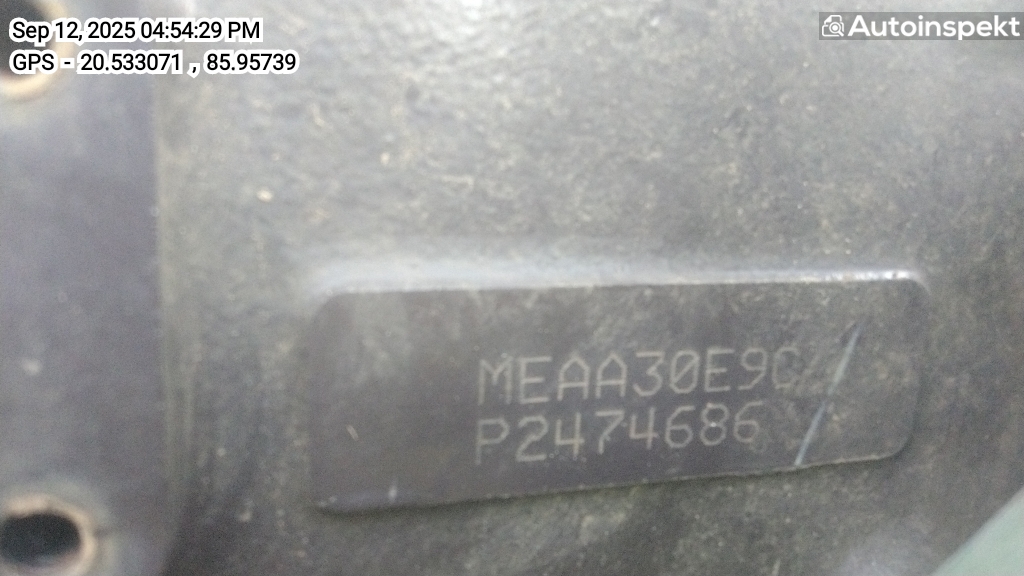 Sep 12, 2025 04:54:29 PM
GPS - 20.533071 , 85.95739
Autoinspekt
MEAA30E9C
P2474686